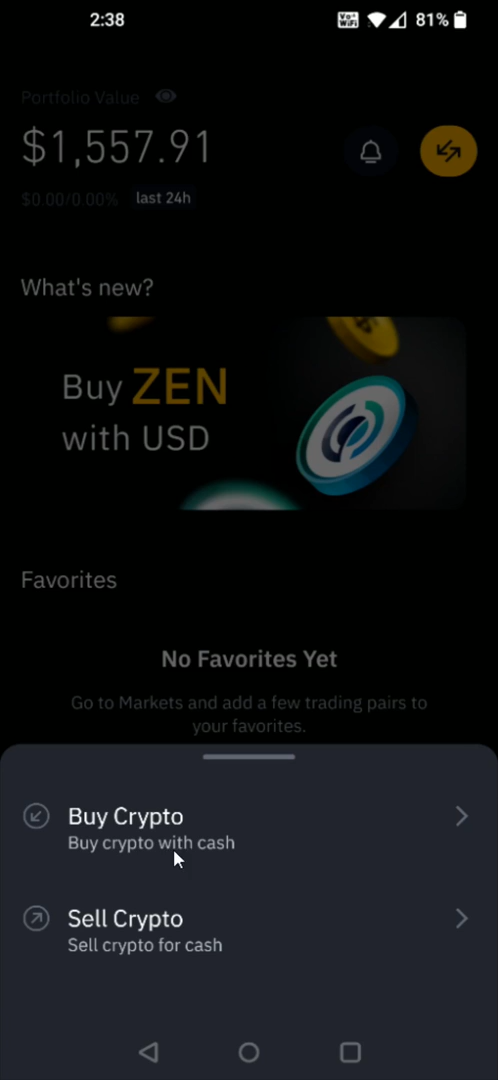 2:38
Vo+ WiFi
81%
Portfolio Value
$1,557.91
$0.00/0.00% last 24h
What's new?
Buy ZEN
with USD
Favorites
No Favorites Yet
Go to Markets and add a few trading pairs to
your favorites.
Buy Crypto
Buy crypto with cash
Sell Crypto
Sell crypto for cash